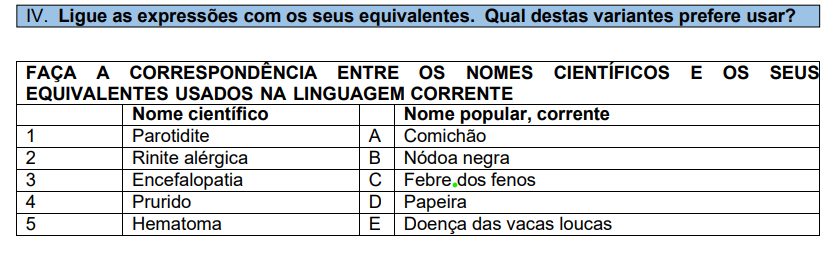 IV. Ligue as expressões com os seus equivalentes. Qual destas variantes prefere usar?
FAÇA A CORRESPONDÊNCIA ENTRE OS NOMES CIENTÍFICOS E OS SEUS
EQUIVALENTES USADOS NA LINGUAGEM CORRENTE
Nome científico Nome popular, corrente
1 Parotidite A Comichão
2 Rinite alérgica B Nódoa negra
3 Encefalopatia C Febre dos fenos
4 Prurido D Papeira
5 Hematoma E Doença das vacas loucas